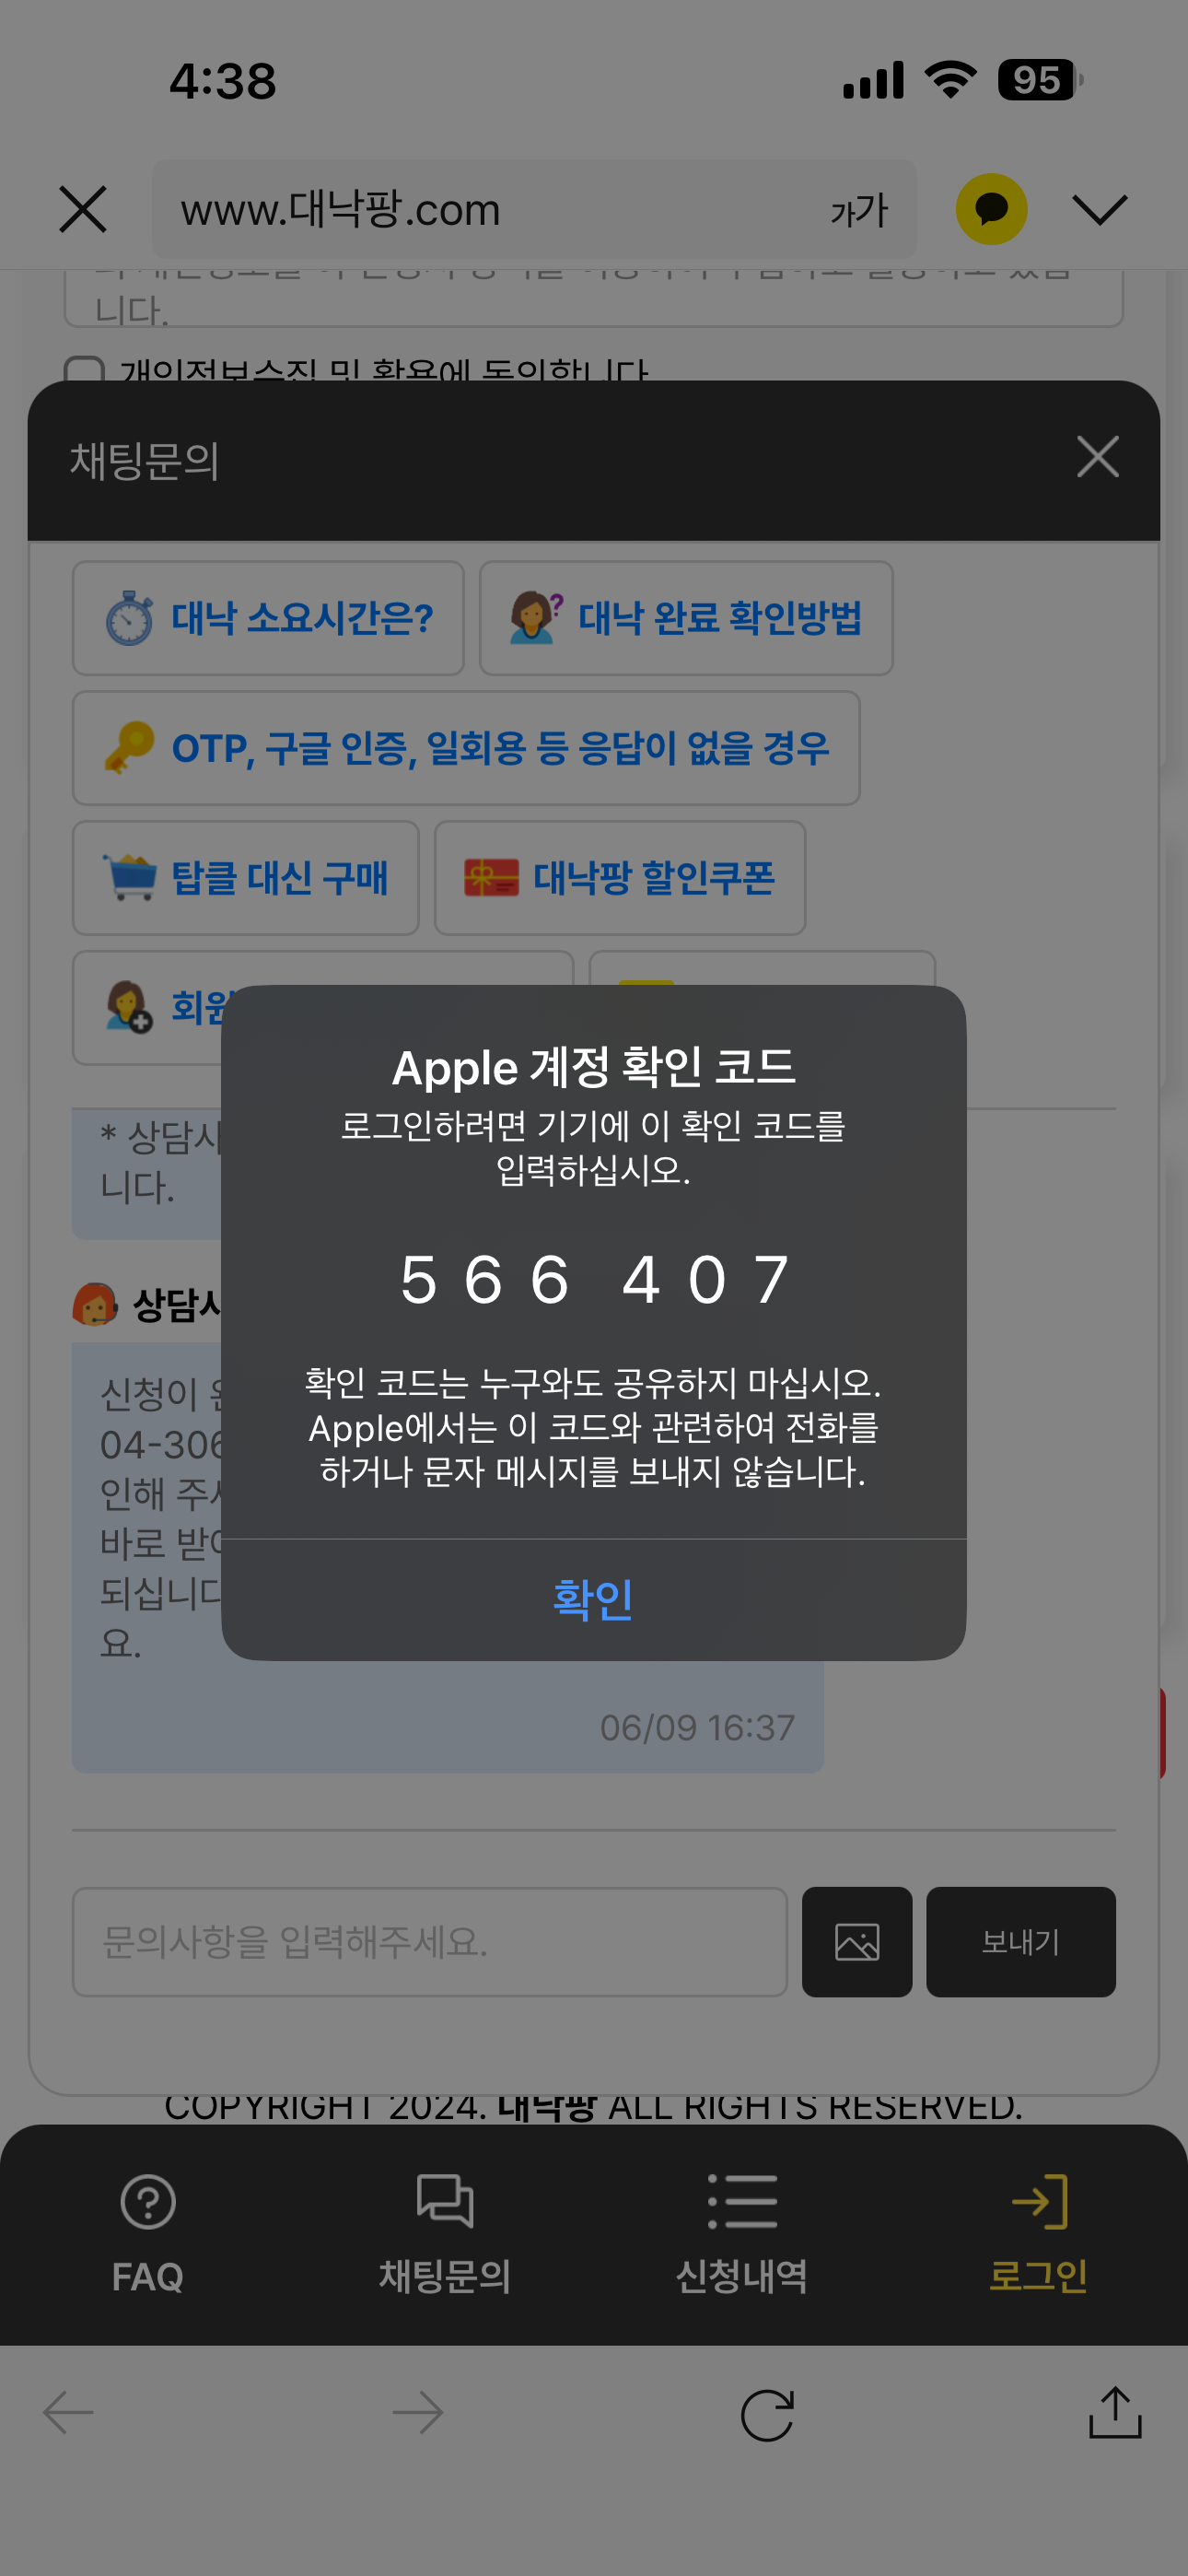 4:38
95
www.대낙팡.com
가가
니다.
개인정보수집 및 활용에 동의합니다
채팅문의
대낙 소요시간은?
대낙 완료 확인방법
OTP, 구글 인증, 일회용 등 응답이 없을 경우
탑클 대신 구매
대낙팡 할인쿠폰
회원
Apple 계정 확인 코드
로그인하려면 기기에 이 확인 코드를
입력하십시오.
566 407
확인 코드는 누구와도 공유하지 마십시오.
Apple에서는 이 코드와 관련하여 전화를
하거나 문자 메시지를 보내지 않습니다.
확인
* 상담사
니다.
상담사
신청이
04-306
인해 주
바로 받
되십니다
요.
06/09 16:37
문의사항을 입력해주세요.
보내기
COPYRIGHT 2024. 대낙팡 ALL RIGHTS RESERVED.
FAQ
채팅문의
신청내역
로그인